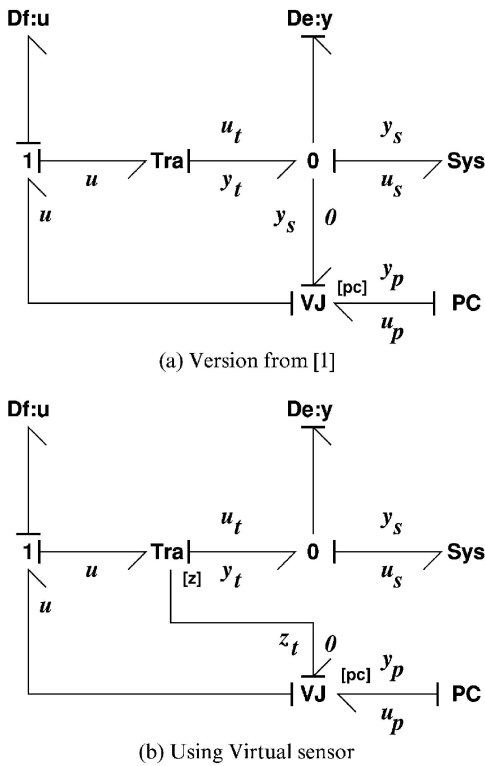 Df:u De:y
u_t y_s
1 Tra 0 Sys
u y_t u_s
u y_s 0
[pc] y_p
VJ PC
u_p
(a) Version from [1]
Df:u De:y
u_t y_s
1 Tra 0 Sys
u [z] y_t u_s
u
z_t 0
[pc] y_p
VJ PC
u_p
(b) Using Virtual sensor